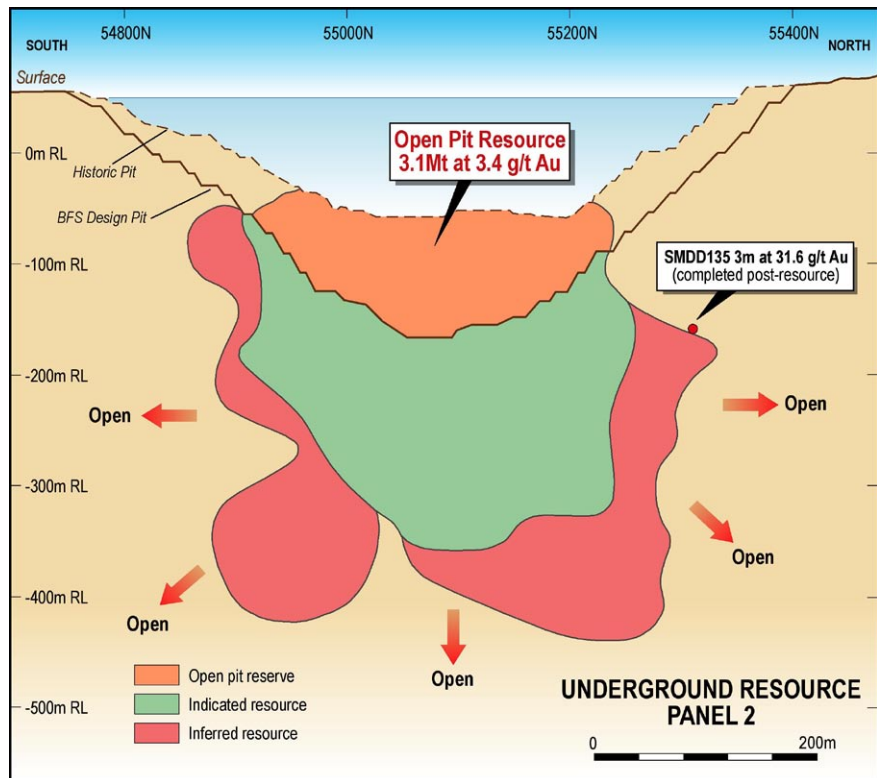 54800N
55000N
55200N
55400N
SOUTH
NORTH
Surface
Open Pit Resource
3.1Mt at 3.4 g/t Au
0m RL
Historic Pit
BFS Design Pit
SMDD135 3m at 31.6 g/t Au
(completed post-resource)
-100m RL
-200m RL
Open
Open
-300m RL
Open
-400m RL
Open
Open
Open pit reserve
Indicated resource
Inferred resource
-500m RL
UNDERGROUND RESOURCE
PANEL 2
0
200m